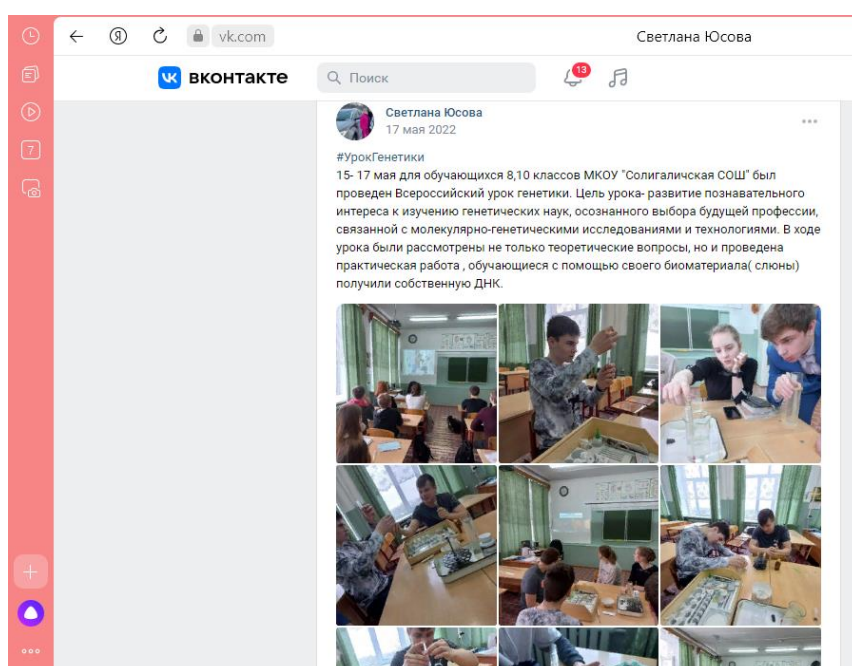 vk.com
Светлана Юсова
вконтакте
Поиск
13
7
Светлана Юсова
17 мая 2022
#УрокГенетики
15- 17 мая для обучающихся 8,10 классов МКОУ "Солигаличская СОШ" был
проведен Всероссийский урок генетики. Цель урока- развитие познавательного
интереса к изучению генетических наук, осознанного выбора будущей профессии,
связанной с молекулярно-генетическими исследованиями и технологиями. В ходе
урока были рассмотрены не только теоретические вопросы, но и проведена
практическая работа , обучающиеся с помощью своего биоматериала( слюны)
получили собственную ДНК.